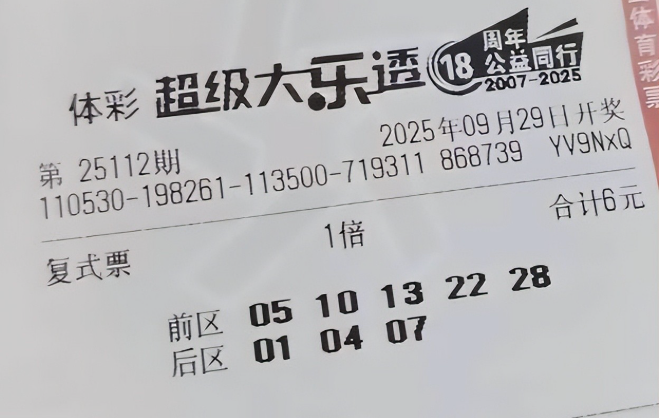 体彩 超级大乐透 18 周年 公益同行 2007-2025
第 25112期 2025年09月29日开奖
110530-198261-113500-719311 868739 YV9NxQ
复式票 1倍 合计6元
前区 05 10 13 22 28
后区 01 04 07
体育彩票